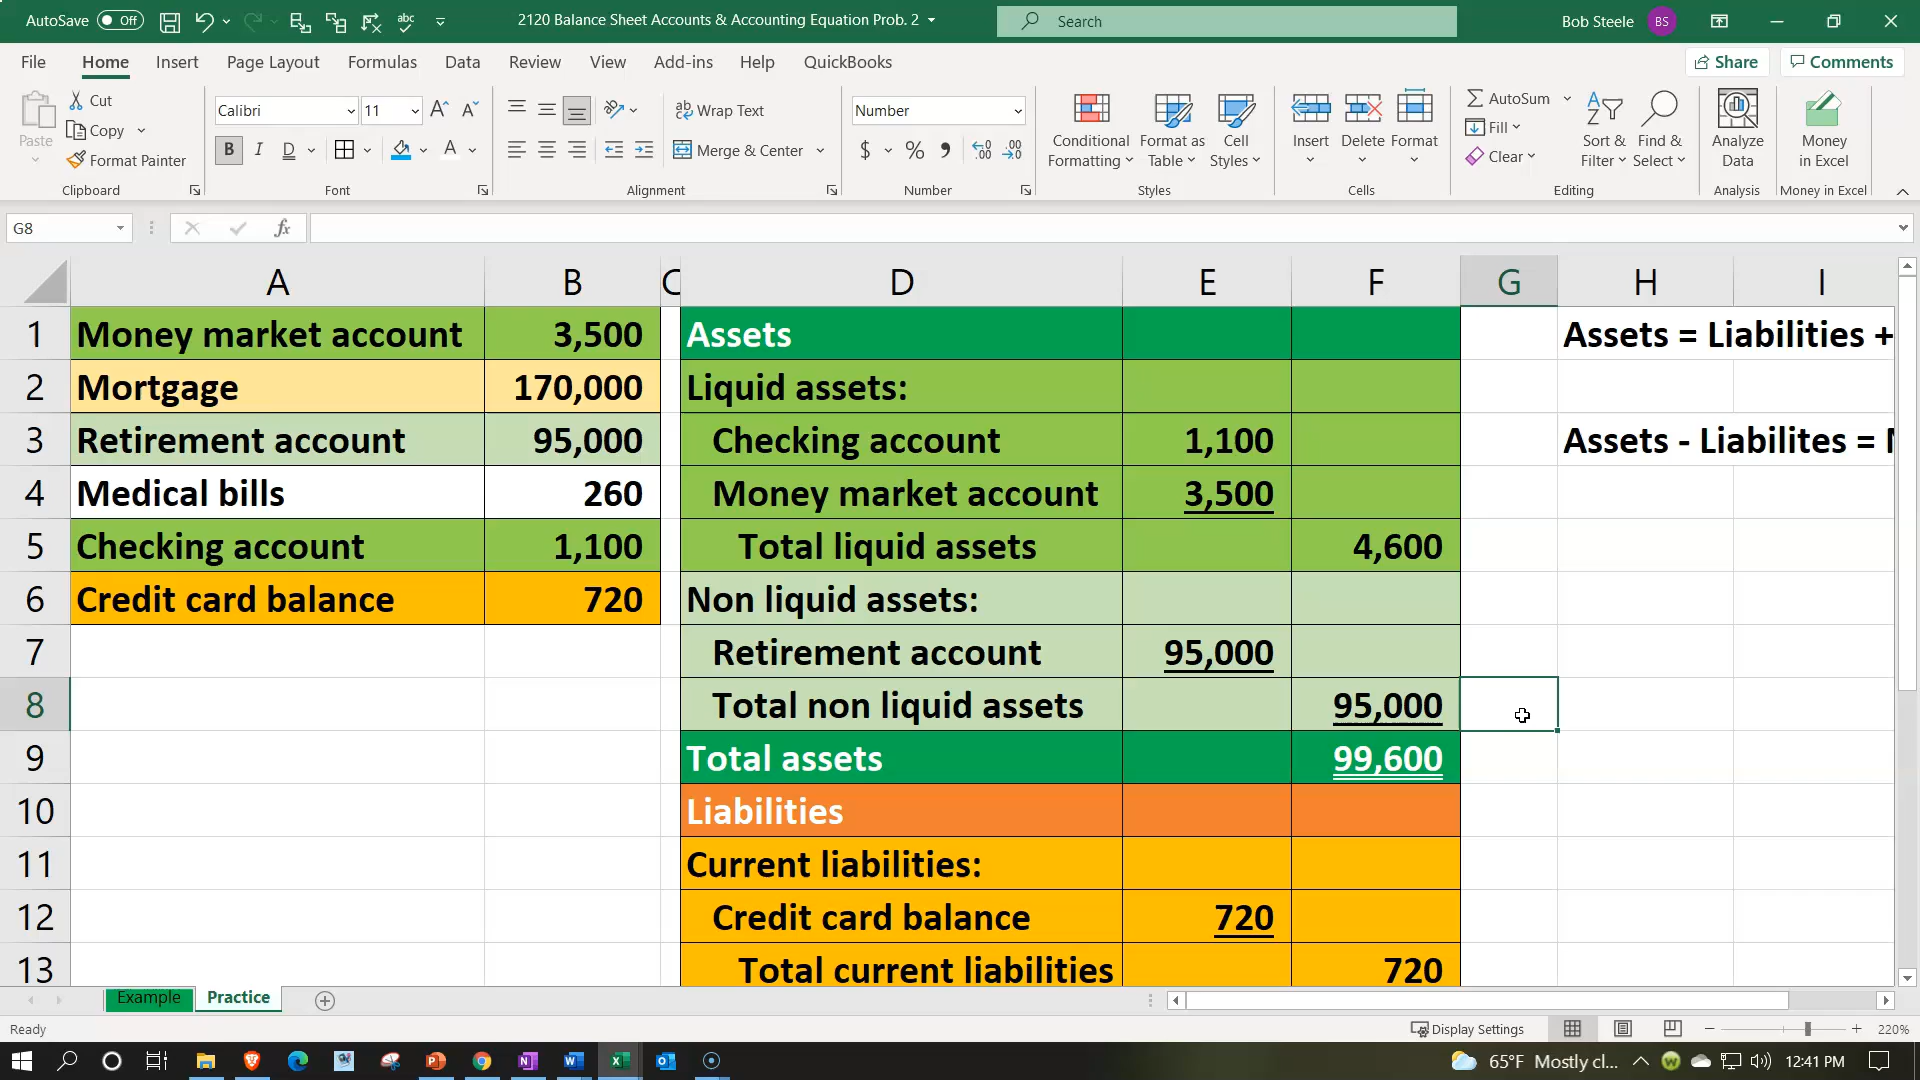 AutoSave Off
2120 Balance Sheet Accounts & Accounting Equation Prob. 2
Search
Bob Steele BS
File Home Insert Page Layout Formulas Data Review View Add-ins Help QuickBooks Share Comments
Paste
Cut
Copy
Format Painter
Clipboard
Calibri 11
B I D
Font
Wrap Text
Merge & Center
Alignment
Number
$ % ,
Number
Conditional Formatting
Format as Table
Cell Styles
Styles
Insert Delete Format
Cells
AutoSum
Fill
Clear
Sort & Filter
Find & Select
Editing
Analyze Data
Analysis
Money in Excel
Money in Excel
G8 fx
A B C D E F G H I
1 Money market account 3,500 Assets Assets = Liabilities +
2 Mortgage 170,000 Liquid assets:
3 Retirement account 95,000 Checking account 1,100 Assets - Liabilites =
4 Medical bills 260 Money market account 3,500
5 Checking account 1,100 Total liquid assets 4,600
6 Credit card balance 720 Non liquid assets:
7 Retirement account 95,000
8 Total non liquid assets 95,000
9 Total assets 99,600
10 Liabilities
11 Current liabilities:
12 Credit card balance 720
13 Total current liabilities 720
Example Practice
Ready Display Settings 220%
65°F Mostly cl... 12:41 PM